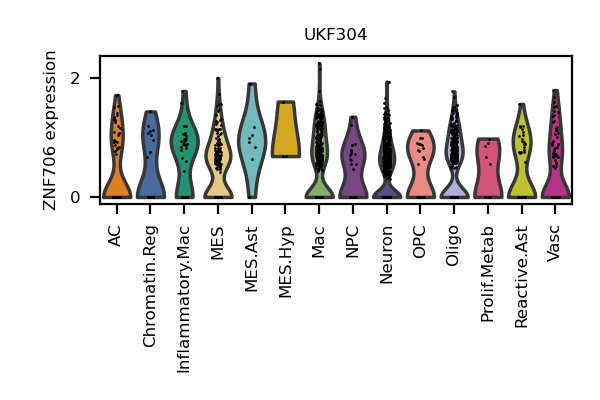 UKF304
ZNF706 expression
2
0
AC
Chromatin.Reg
Inflammatory.Mac
MES
MES.Ast
MES.Hyp
Mac
NPC
Neuron
OPC
Oligo
Prolif.Metab
Reactive.Ast
Vasc